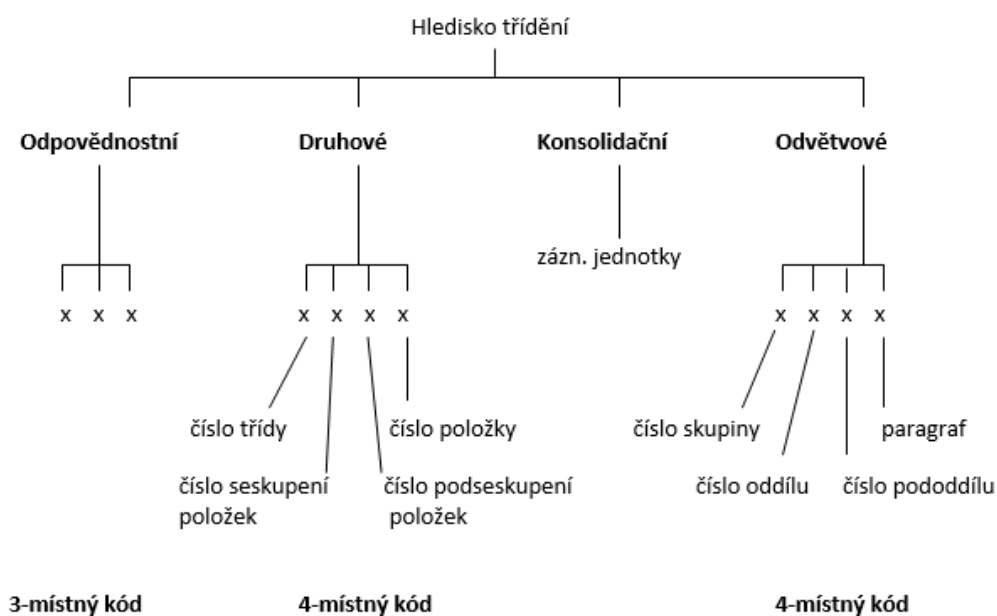 Hledisko třídění
Odpovědnostní
Druhové
Konsolidační
Odvětvové
zázn. jednotky
x x x
x x x x
x x x x
číslo třídy
číslo položky
číslo skupiny
paragraf
číslo seskupení
položek
číslo podseskupení
položek
číslo oddílu
číslo pododdílu
3-místný kód
4-místný kód
4-místný kód